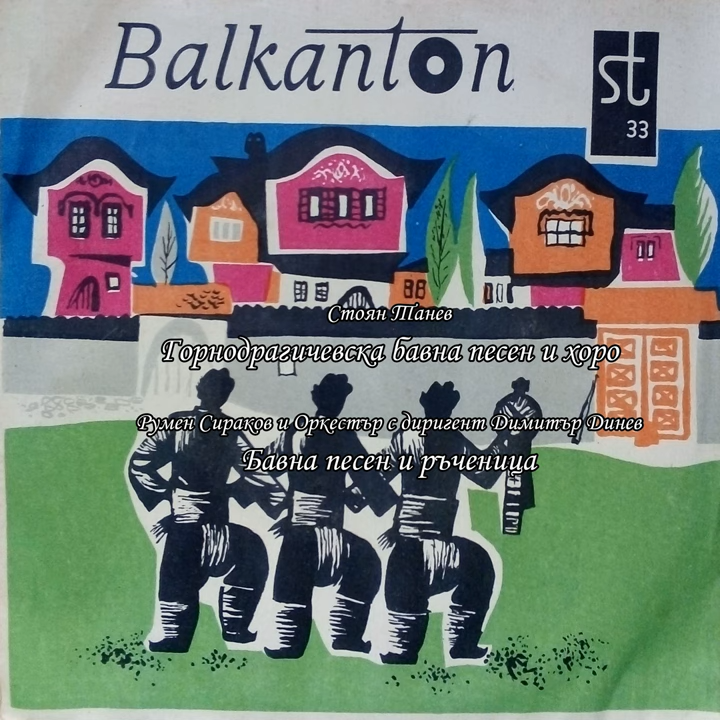 Balkanton
st
33
Стоян Танев
Горнодрагичевска бавна песен и хоро
Румен Сираков и Оркестър с диригент Димитър Динев
Бавна песен и ръченица